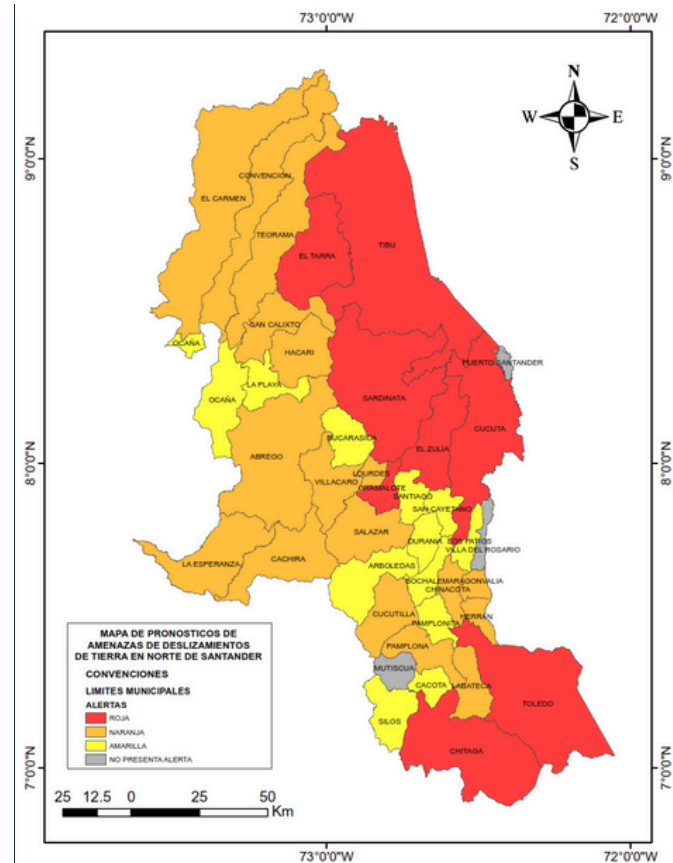 73°0'0"W 72°0'0"W
N
W E
S
9°0'0"N 9°0'0"N
CONVENCIÓN
EL CARMEN
TEORAMA
TIBU
EL TARRA
SAN CALIXTO
OCAÑA
HACARI
PUERTO SANTANDER
LA PLAYA
OCAÑA
SARDINATA
CUCUTA
BUCARASICA
EL ZULIA
8°0'0"N 8°0'0"N
ABREGO
LOURDES
VILLACARO
GRAMALOTE
SANTIAGO
SAN CAYETANO
SALAZAR
DURANIA
LOS PATIOS
VILLA DEL ROSARIO
CACHIRA
LA ESPERANZA
ARBOLEDAS
BOCHALEMA
RAGONVALIA
CHINACOTA
CUCUTILLA
HERRAN
PAMPLONITA
PAMPLONA
MUTISCUA
CACOTA
LABATECA
TOLEDO
SILOS
CHITAGA
MAPA DE PRONOSTICOS DE
AMENAZAS DE DESLIZAMIENTOS
DE TIERRA EN NORTE DE SANTANDER
CONVENCIONES
LIMITES MUNICIPALES
ALERTAS
ROJA
NARANJA
AMARILLA
NO PRESENTA ALERTA
7°0'0"N 7°0'0"N
25 12.5 0 25 50
Km
73°0'0"W 72°0'0"W